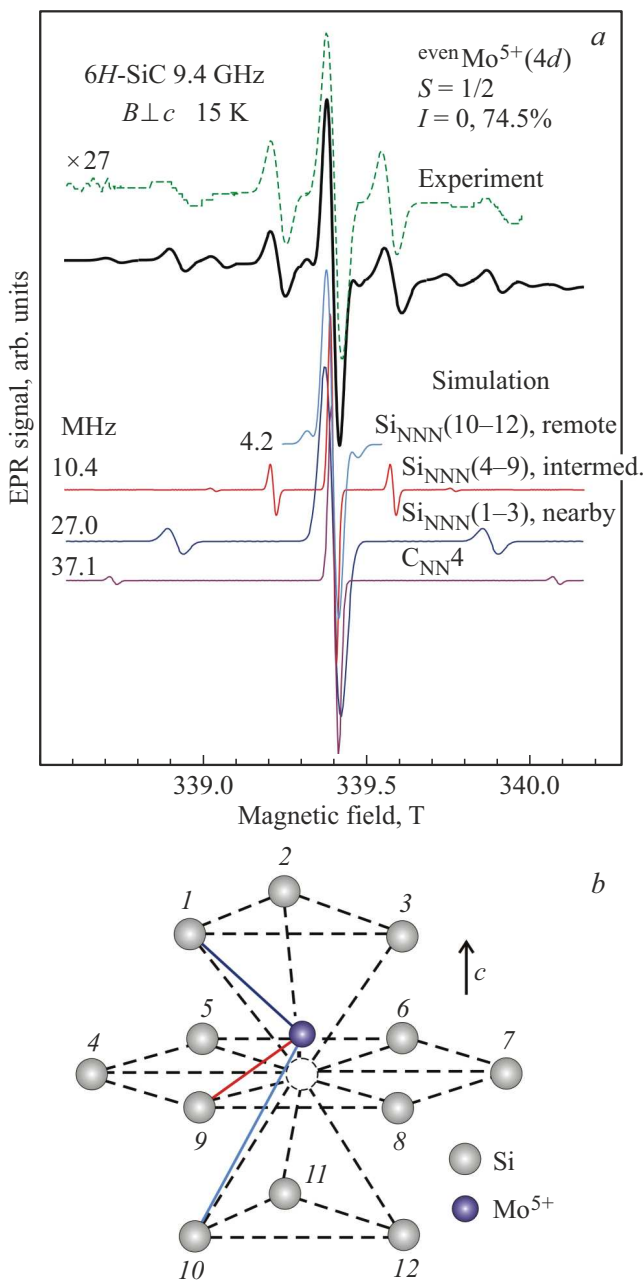 a
6H-SiC 9.4 GHz
B⊥c 15 K
evenMo5+(4d)
S = 1/2
I = 0, 74.5%
×27
Experiment
Simulation
MHz
4.2
SiNNN(10–12), remote
10.4
SiNNN(4–9), intermed.
27.0
SiNNN(1–3), nearby
37.1
CNN4
EPR signal, arb. units
339.0 339.5 340.0
Magnetic field, T
b
2
1
3
c
5
6
4
7
9
8
11
Si
Mo5+
10
12